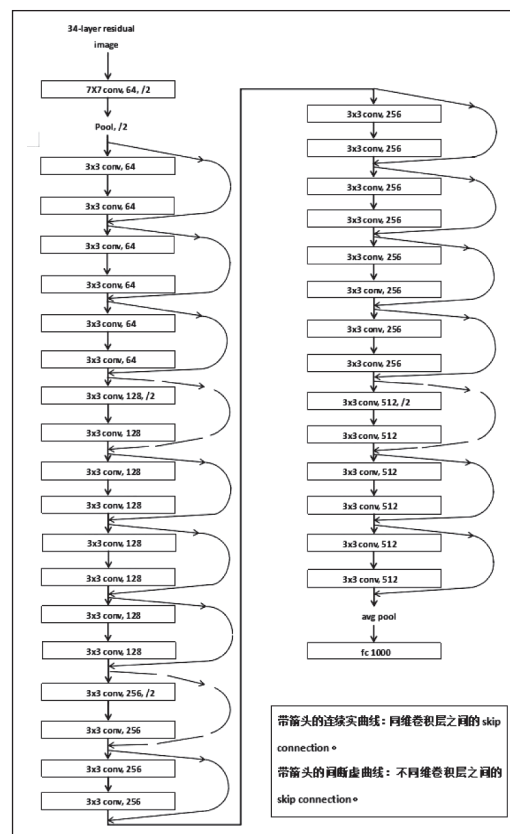 34-layer residual
image
7X7 conv, 64, /2
Pool, /2
3x3 conv, 64
3x3 conv, 64
3x3 conv, 64
3x3 conv, 64
3x3 conv, 64
3x3 conv, 64
3x3 conv, 128, /2
3x3 conv, 128
3x3 conv, 128
3x3 conv, 128
3x3 conv, 128
3x3 conv, 128
3x3 conv, 128
3x3 conv, 128
3x3 conv, 256, /2
3x3 conv, 256
3x3 conv, 256
3x3 conv, 256
3x3 conv, 256
3x3 conv, 256
3x3 conv, 256
3x3 conv, 256
3x3 conv, 256
3x3 conv, 256
3x3 conv, 256
3x3 conv, 256
3x3 conv, 512, /2
3x3 conv, 512
3x3 conv, 512
3x3 conv, 512
3x3 conv, 512
3x3 conv, 512
avg pool
fc 1000
带箭头的连续实曲线：同维卷积层之间的 skip
connection。
带箭头的间断虚曲线：不同维卷积层之间的
skip connection。